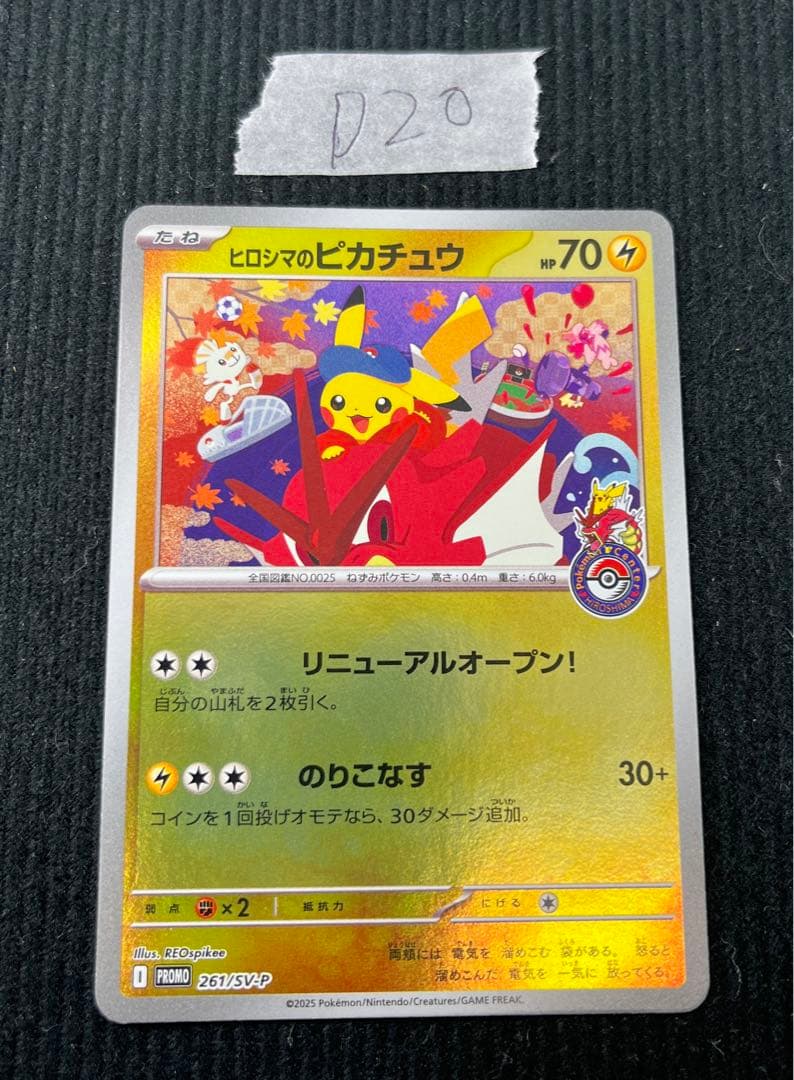 D20
たね
ヒロシマのピカチュウ
HP 70
Pokémon Center
HIROSHIMA
全国図鑑NO.0025 ねずみポケモン 高さ:0.4m 重さ:6.0kg
リニューアルオープン!
自分の山札を2枚引く。
のりこなす 30+
コインを1回投げオモテなら、30ダメージ追加。
弱点 ×2 抵抗力 にげる
Illus. REOspikee
両頬には 電気を 溜めこむ 袋がある。 怒ると
溜めこんだ 電気を 一気に 放ってくる。
I PROMO 261/SV-P
©2025 Pokémon/Nintendo/Creatures/GAME FREAK.